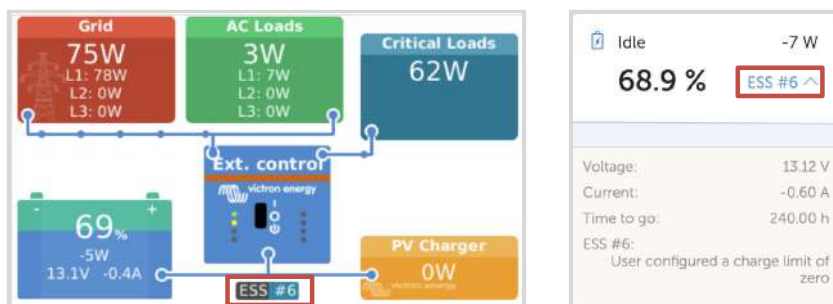 Grid
75W
L1: 78W
L2: 0W
L3: 0W
AC Loads
3W
L1: 7W
L2: 0W
L3: 0W
Critical Loads
62W
Ext. control
victron energy
I
69%
-5W
13.1V -0.4A
PV Charger
0W
victron energy
ESS #6
Idle -7 W
68.9 % ESS #6
Voltage: 13.12 V
Current: -0.60 A
Time to go: 240.00 h
ESS #6:
User configured a charge limit of
zero